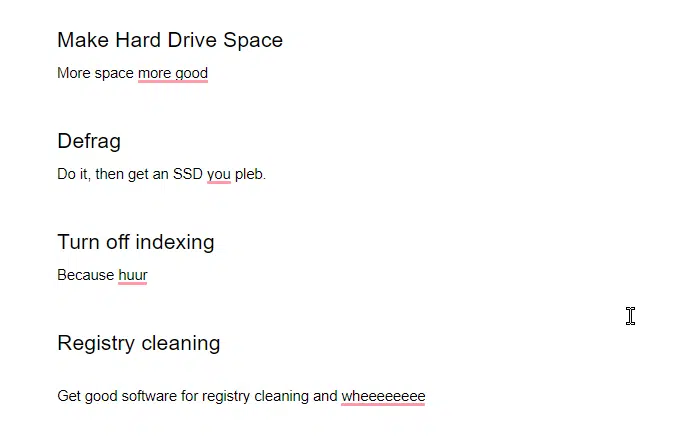 Make Hard Drive Space
More space more good
Defrag
Do it, then get an SSD you pleb.
Turn off indexing
Because huur
Registry cleaning
Get good software for registry cleaning and wheeeeeeee